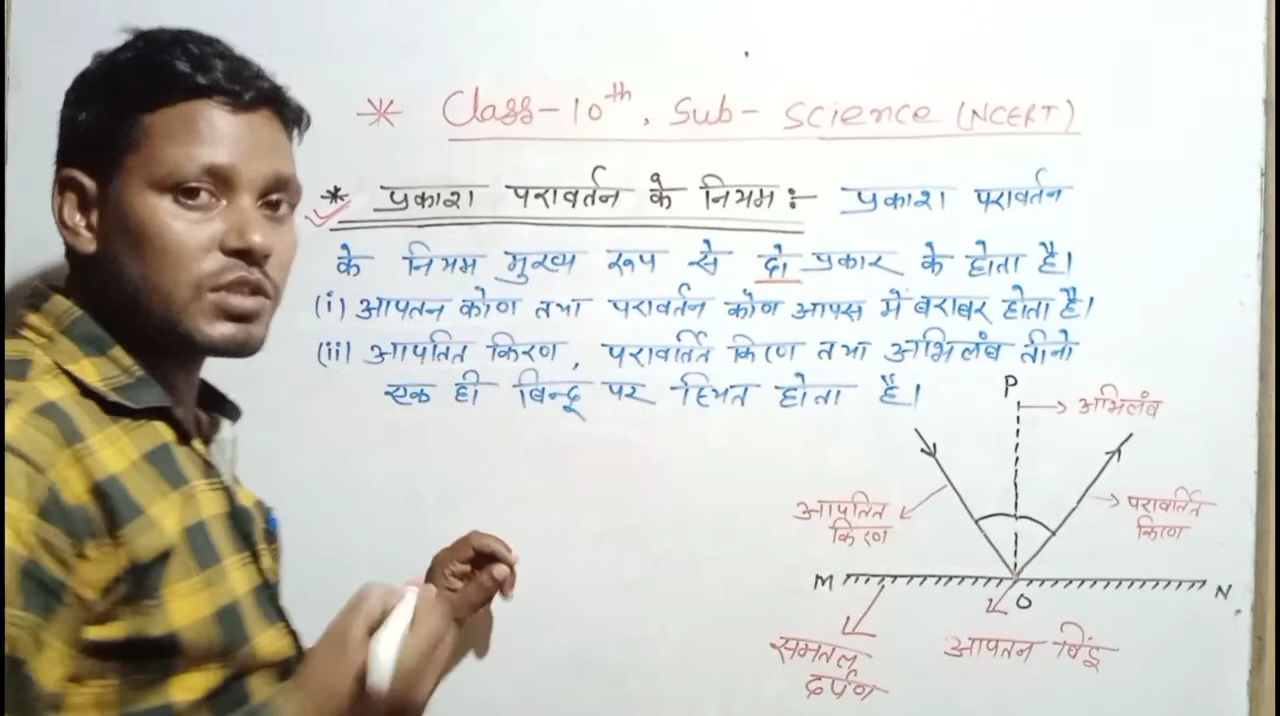 * Class-10th, Sub- Science (NCERT)
* प्रकाश परावर्तन के नियम :- प्रकाश परावर्तन
के नियम मुख्य रूप से दो प्रकार के होता है।
(i) आपतन कोण तथा परावर्तन कोण आपस में बराबर होता है।
(ii) आपतित किरण, परावर्तित किरण तथा अभिलंब तीनो
एक ही बिन्दू पर स्थित होता है।
P
अभिलंब
आपतित
किरण
परावर्तित
किरण
M
N
O
समतल
दर्पण
आपतन बिंदु